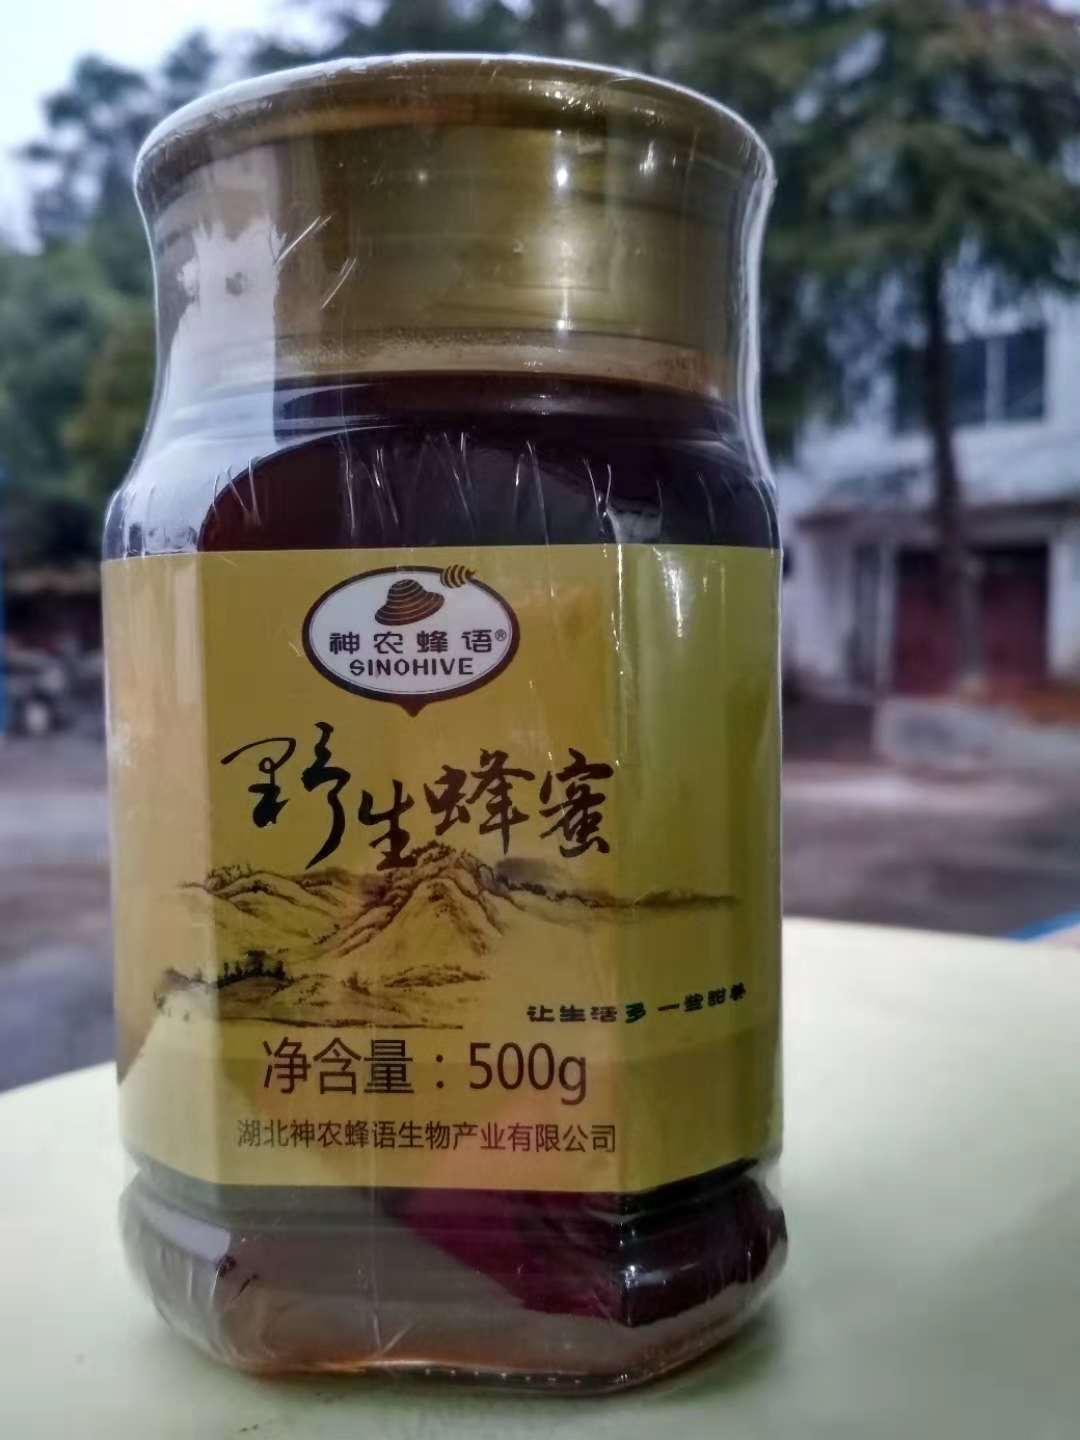 神农蜂语®
SINOHIVE
野生蜂蜜
让生活多一些甜美
净含量：500g
湖北神农蜂语生物产业有限公司